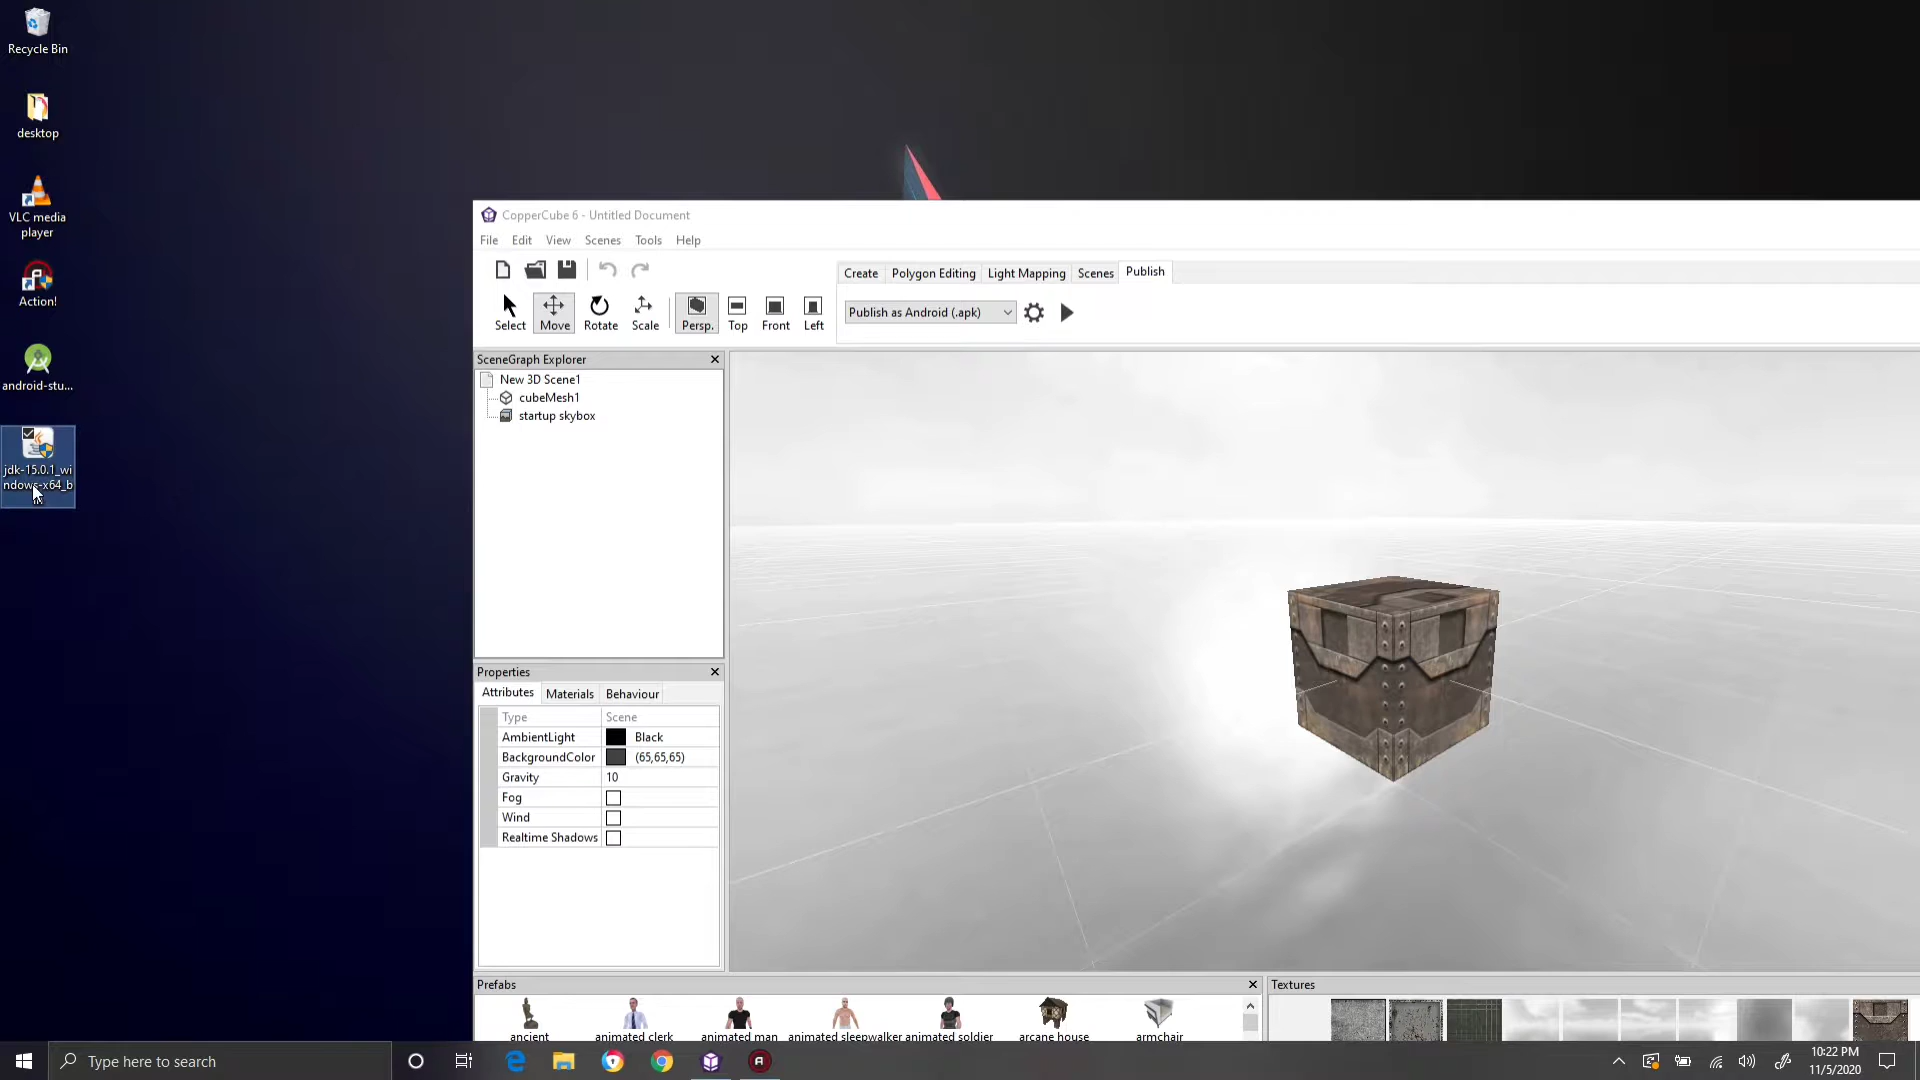 Recycle Bin
desktop
VLC media
player
Action!
android-stu...
jdk-15.0.1_wi
ndows-x64_b
CopperCube 6 - Untitled Document
File Edit View Scenes Tools Help
Create Polygon Editing Light Mapping Scenes Publish
Select Move Rotate Scale Persp. Top Front Left
Publish as Android (.apk)
SceneGraph Explorer
New 3D Scene1
cubeMesh1
startup skybox
Properties
Attributes Materials Behaviour
Type Scene
AmbientLight Black
BackgroundColor (65,65,65)
Gravity 10
Fog
Wind
Realtime Shadows
Prefabs
ancient animated clerk animated man animated sleepwalker animated soldier arcane house armchair
Textures
Type here to search
10:22 PM
11/5/2020